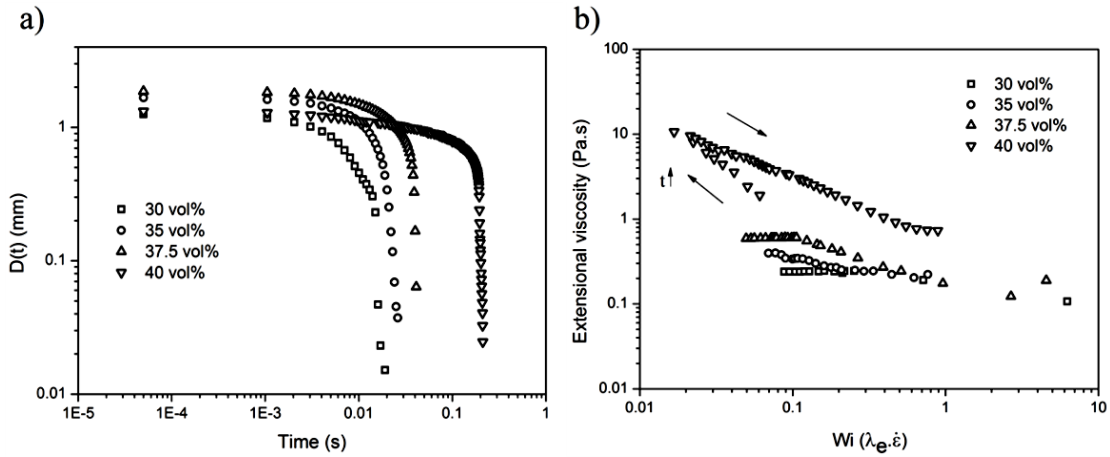 a)
D(t) (mm)
1
0.1
0.01
30 vol%
35 vol%
37.5 vol%
40 vol%
1E-5 1E-4 1E-3 0.01 0.1 1
Time (s)
b)
Extensional viscosity (Pa.s)
100
10
1
0.1
0.01
30 vol%
35 vol%
37.5 vol%
40 vol%
t
0.01 0.1 1 10
Wi (λe.ε̇)